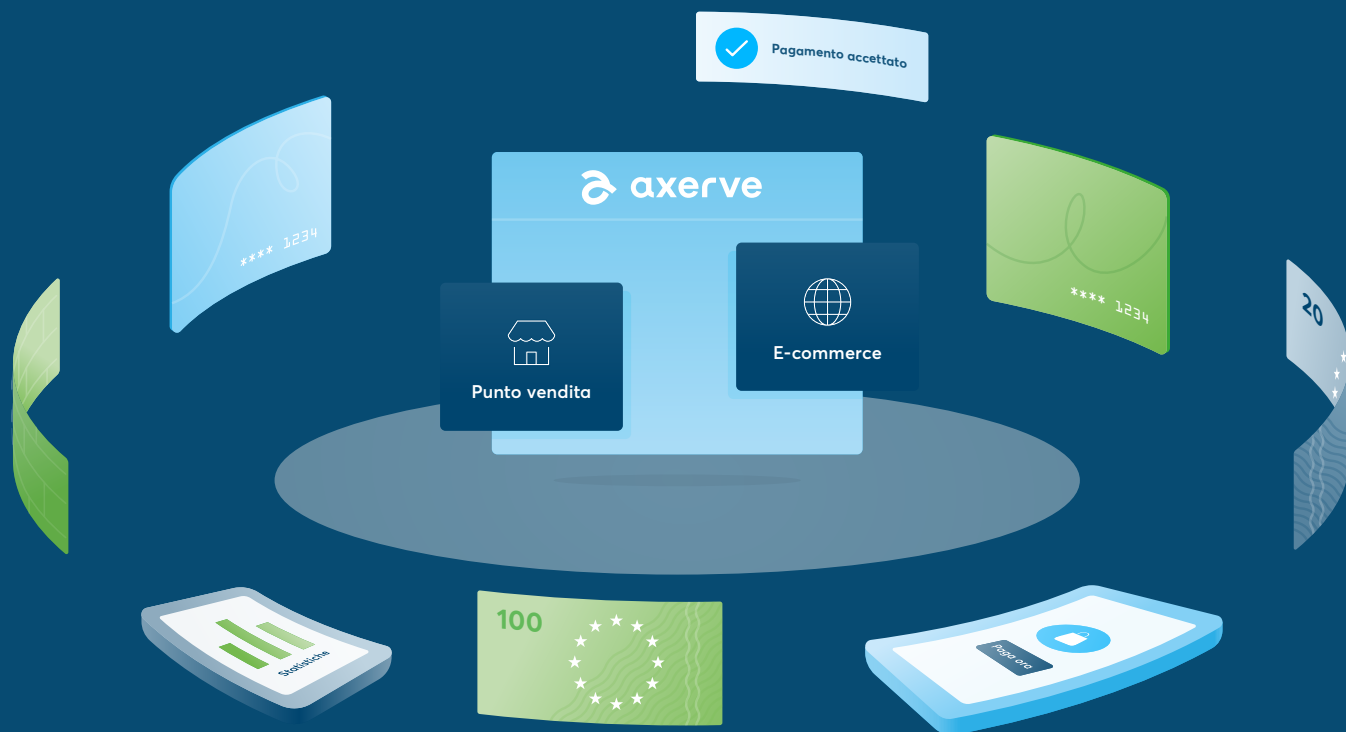 Pagamento accettato
axerve
**** 1234
**** 1234
20
E-commerce
Punto vendita
100
Statistiche
Paga ora